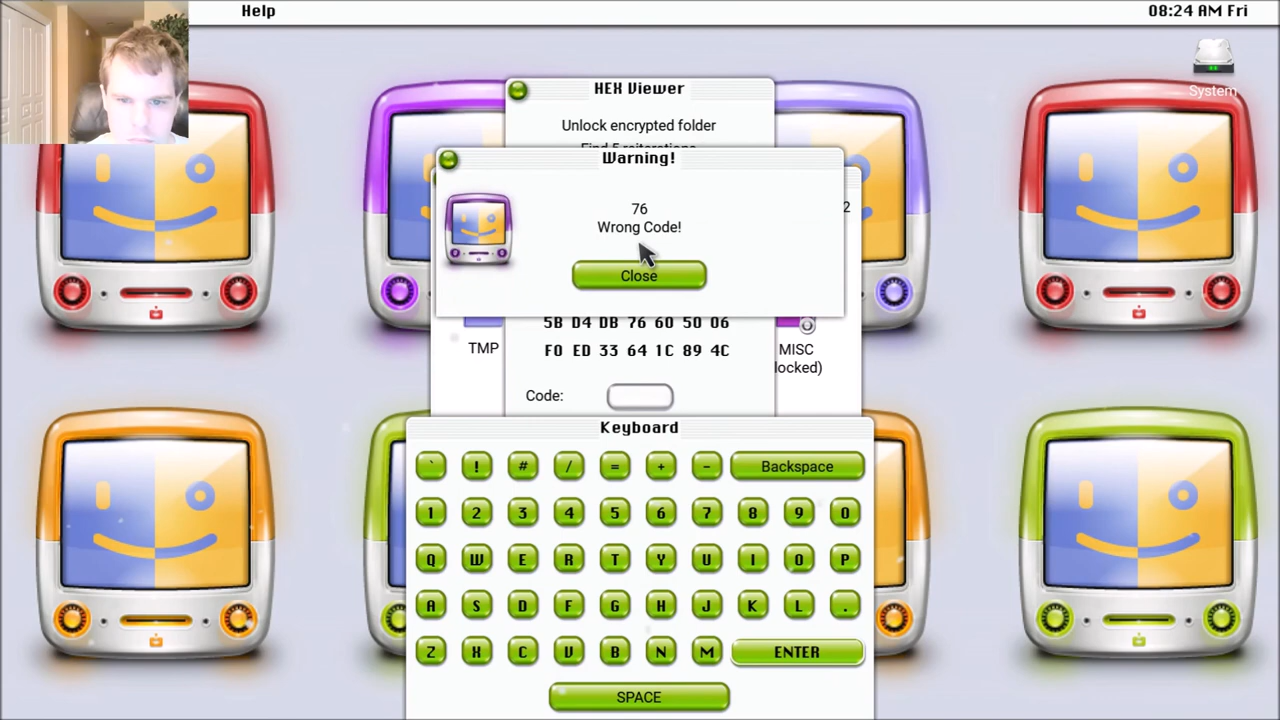 Help
08:24 AM Fri
System
HEX Viewer
Unlock encrypted folder
Warning!
2
76
Wrong Code!
Close
5B D4 DB 76 60 50 06
F0 ED 33 64 1C 89 4C
TMP
MISC
locked)
Code:
Keyboard
` ! # / = + - Backspace
1 2 3 4 5 6 7 8 9 0
Q W E R T Y U I O P
A S D F G H J K L .
Z X C V B N M ENTER
SPACE